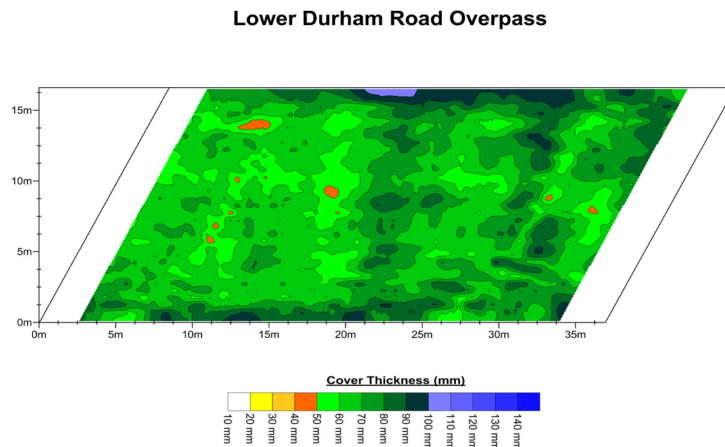 Lower Durham Road Overpass
15m
10m
5m
0m
0m 5m 10m 15m 20m 25m 30m 35m
Cover Thickness (mm)
10 mm 20 mm 30 mm 40 mm 50 mm 60 mm 70 mm 80 mm 90 mm 100 mm 110 mm 120 mm 130 mm 140 mm